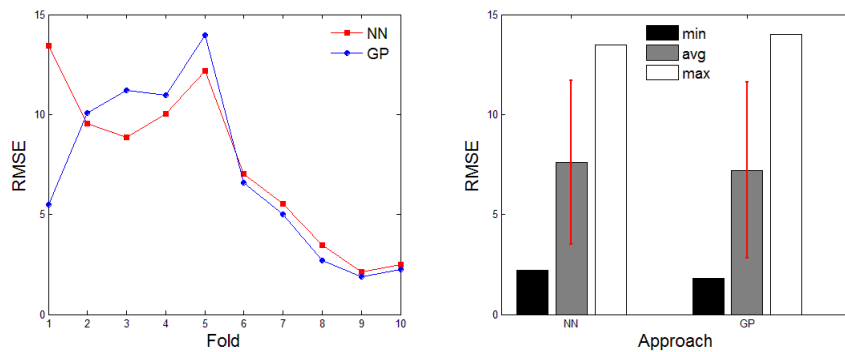 15
10
5
0
RMSE
NN
GP
1 2 3 4 5 6 7 8 9 10
Fold
15
10
5
0
RMSE
min
avg
max
NN GP
Approach